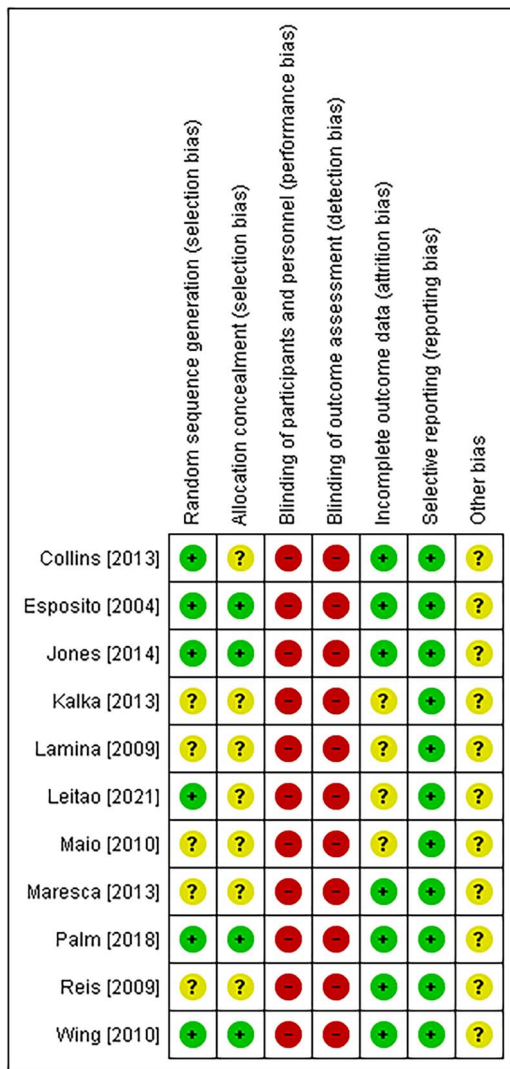 Random sequence generation (selection bias)
Allocation concealment (selection bias)
Blinding of participants and personnel (performance bias)
Blinding of outcome assessment (detection bias)
Incomplete outcome data (attrition bias)
Selective reporting (reporting bias)
Other bias
Collins [2013] + ? - - + + ?
Esposito [2004] + + - - + + ?
Jones [2014] + + - - + + ?
Kalka [2013] ? ? - - ? + ?
Lamina [2009] ? ? - - ? + ?
Leitao [2021] + ? - - ? + ?
Maio [2010] ? ? - - ? + ?
Maresca [2013] ? ? - - + + ?
Palm [2018] + + - - + + ?
Reis [2009] ? ? - - + + ?
Wing [2010] + + - - + + ?